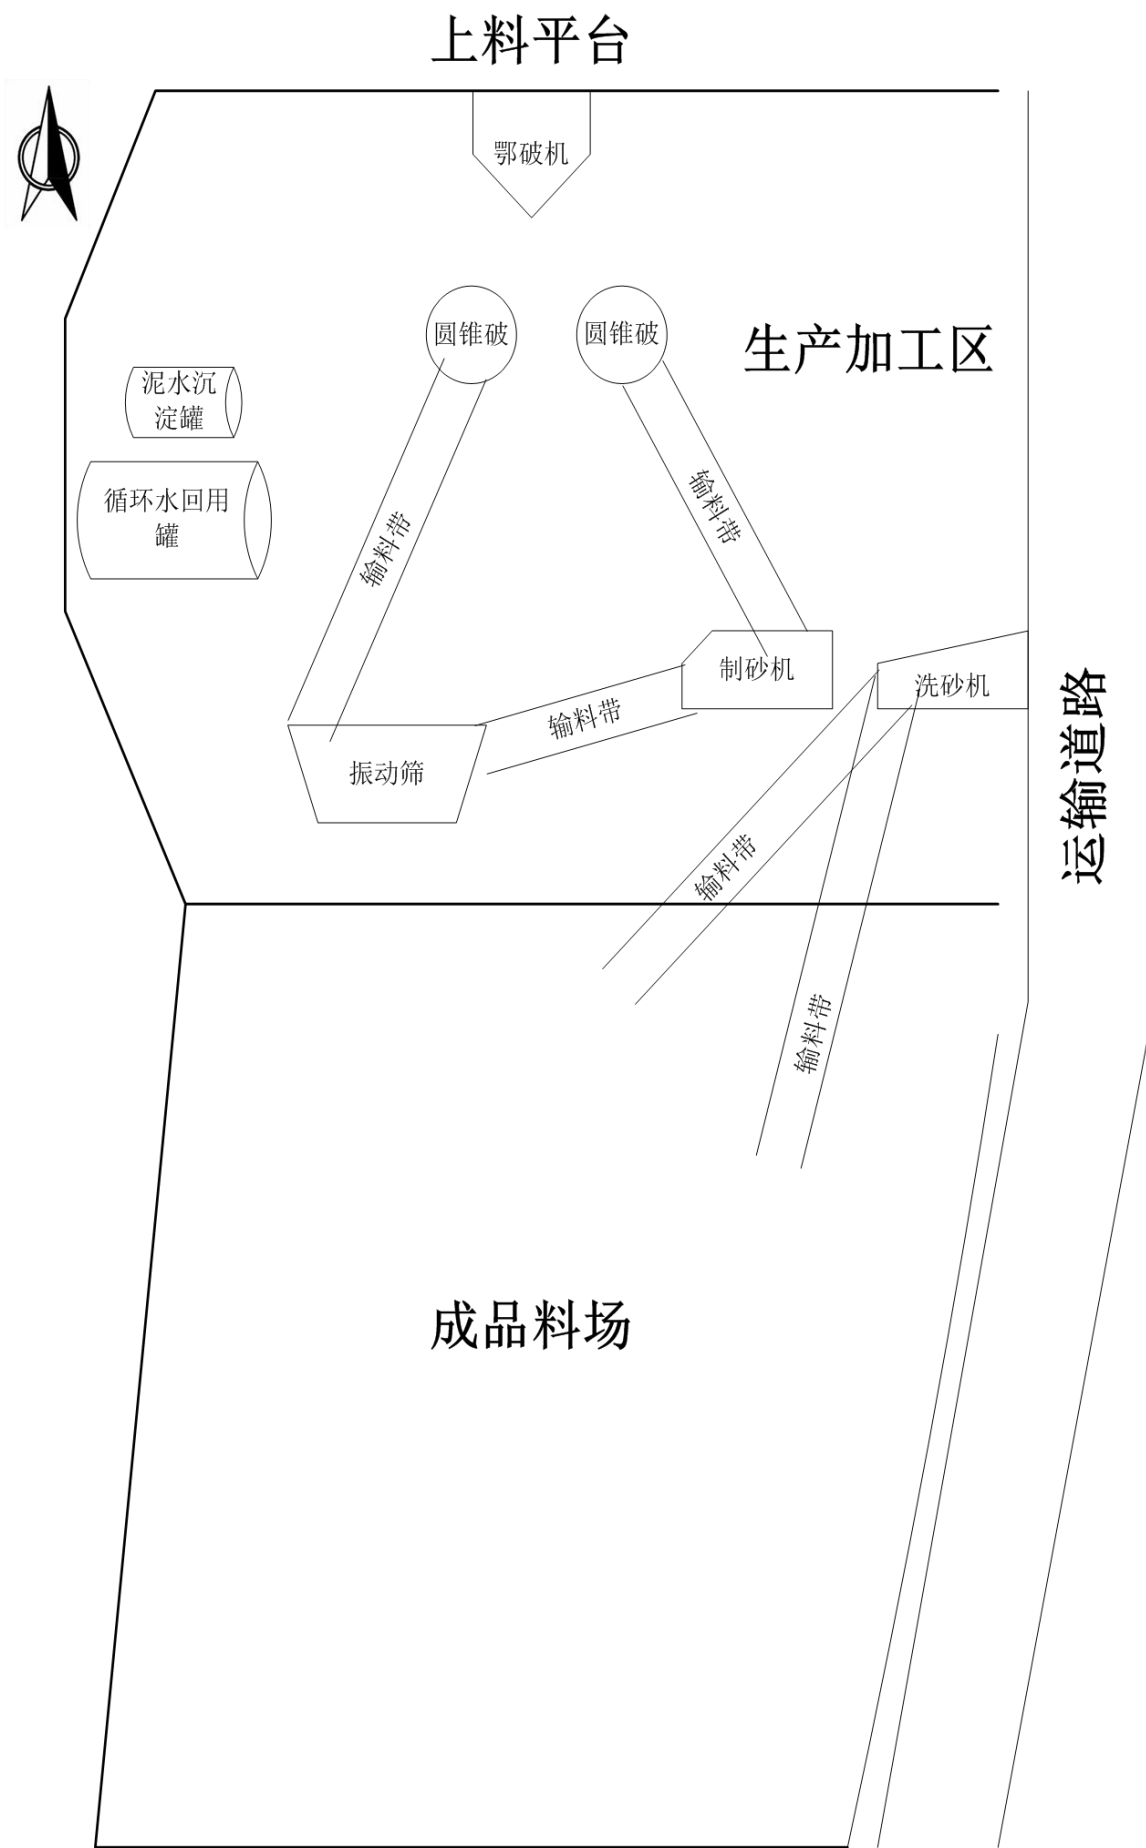 上料平台
鄂破机
圆锥破
圆锥破
生产加工区
泥水沉
淀罐
循环水回用
罐
输料带
输料带
制砂机
洗砂机
输料带
振动筛
运输道路
输料带
输料带
成品料场